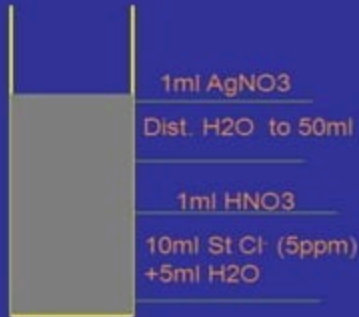 1ml AgNO3
Dist. H2O to 50ml
1ml HNO3
10ml St Cl- (5ppm)
+5ml H2O